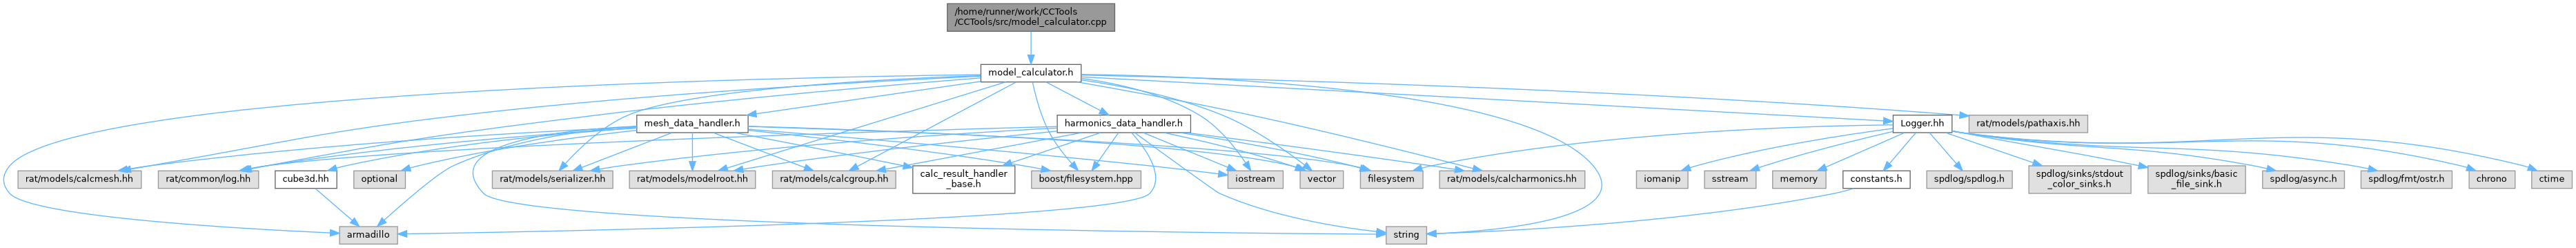 /home/runner/work/CCTools
/CCTools/src/model_calculator.cpp
model_calculator.h
mesh_data_handler.h
harmonics_data_handler.h
Logger.hh
rat/models/pathaxis.hh
rat/models/calcmesh.hh
rat/common/log.hh
cube3d.hh
optional
rat/models/serializer.hh
rat/models/modelroot.hh
rat/models/calcgroup.hh
calc_result_handler
_base.h
boost/filesystem.hpp
iostream
vector
filesystem
rat/models/calcharmonics.hh
iomanip
sstream
memory
constants.h
spdlog/spdlog.h
spdlog/sinks/stdout
_color_sinks.h
spdlog/sinks/basic
_file_sink.h
spdlog/async.h
spdlog/fmt/ostr.h
chrono
ctime
armadillo
string